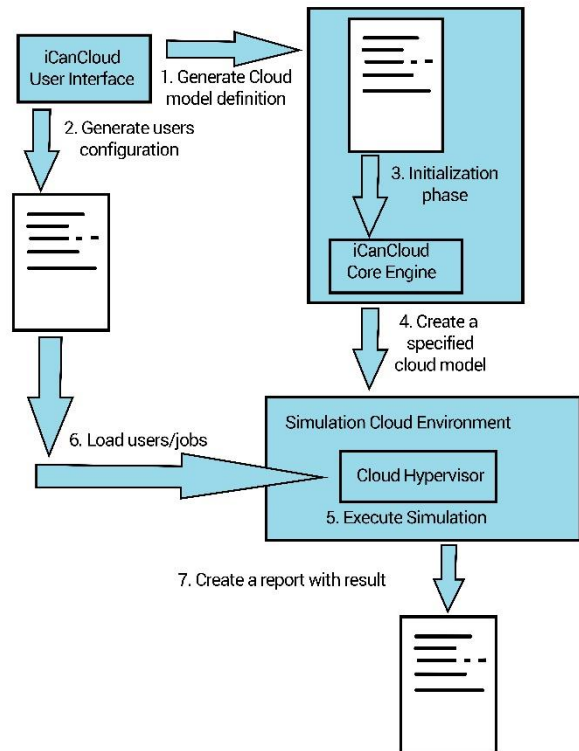 iCanCloud
User Interface
1. Generate Cloud
model definition
2. Generate users
configuration
3. Initialization
phase
iCanCloud
Core Engine
4. Create a
specified
cloud model
Simulation Cloud Environment
6. Load users/jobs
Cloud Hypervisor
5. Execute Simulation
7. Create a report with result